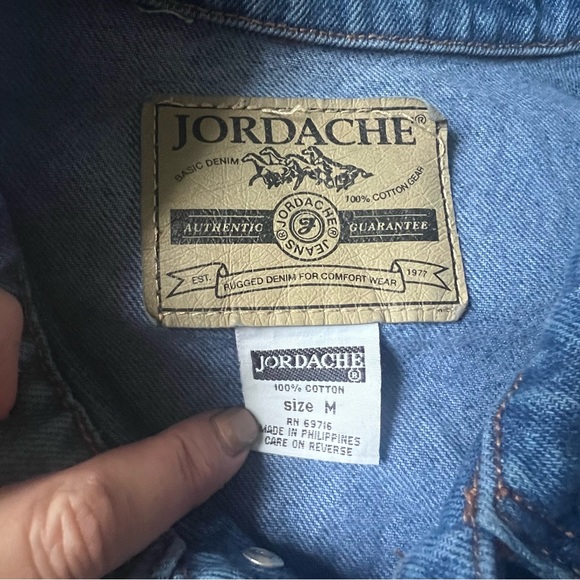 JORDACHE®
BASIC DENIM
100% COTTON GEAR
AUTHENTIC GUARANTEE
®JORDACHE® JEANS
J
EST. 1977
RUGGED DENIM FOR COMFORT WEAR
JORDACHE
®
100% COTTON
size M
RN 69716
MADE IN PHILIPPINES
CARE ON REVERSE